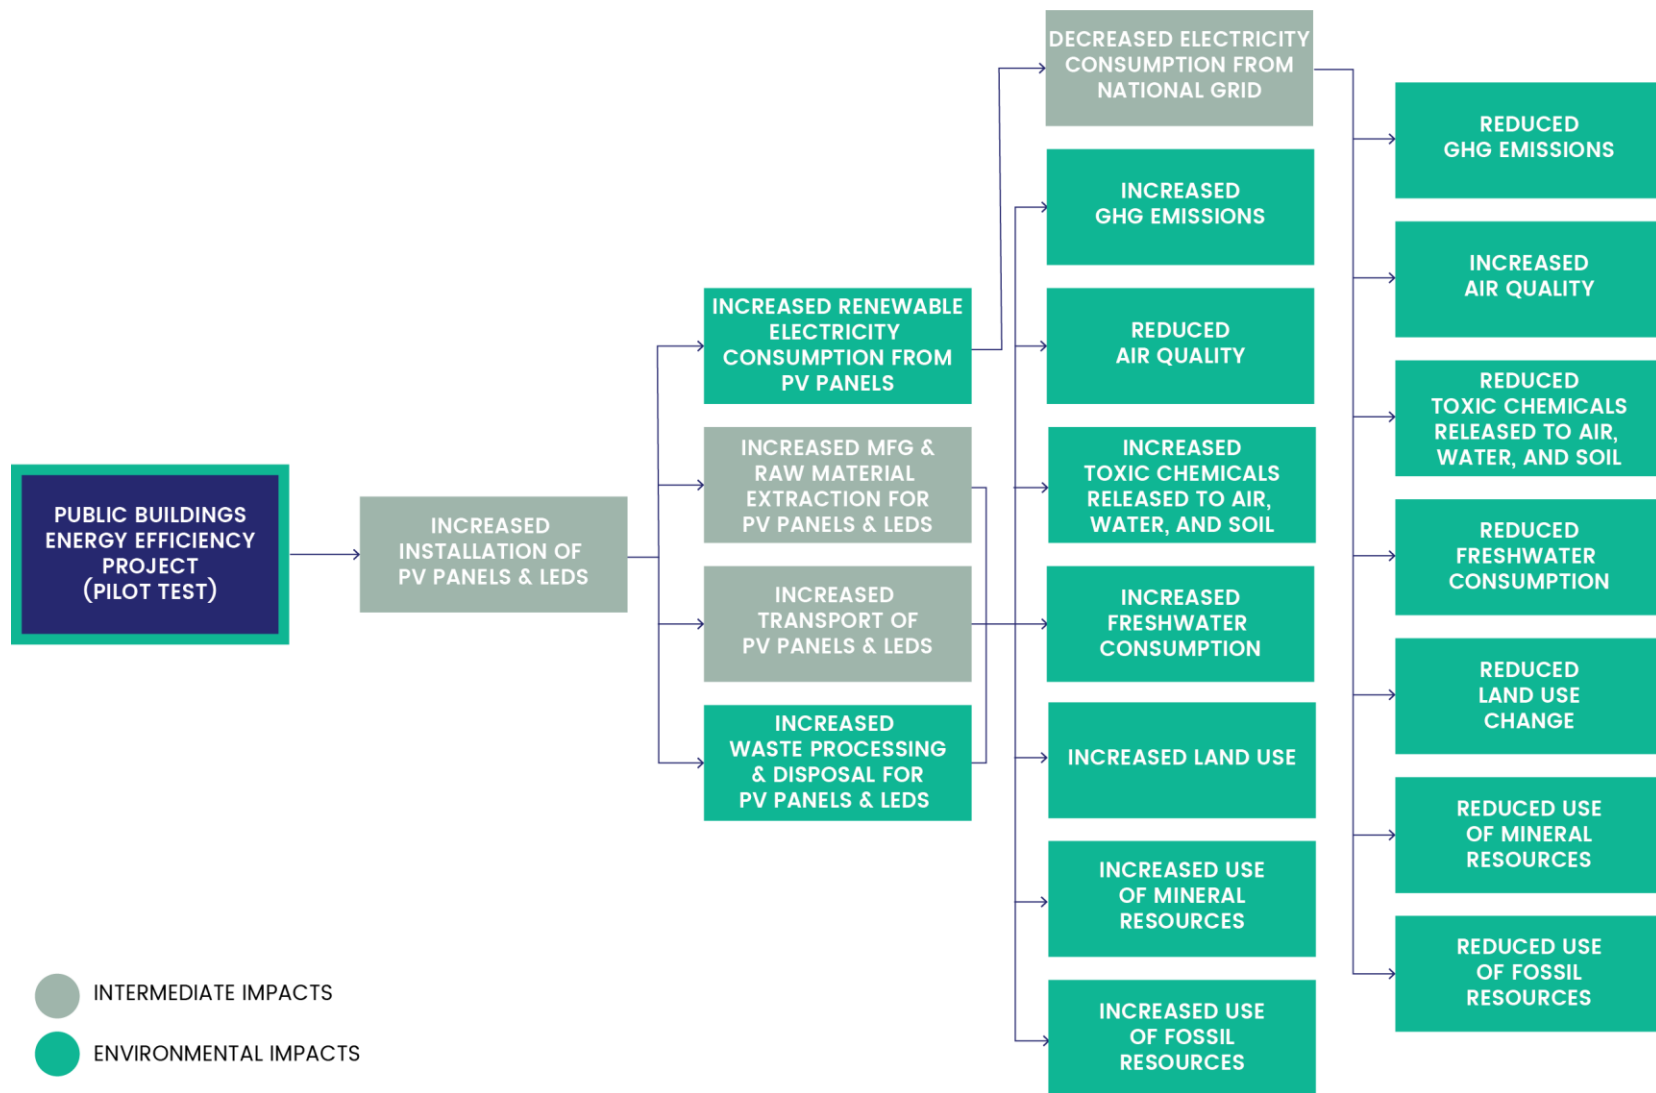 PUBLIC BUILDINGS
ENERGY EFFICIENCY
PROJECT
(PILOT TEST)
INCREASED
INSTALLATION OF
PV PANELS & LEDS
INCREASED RENEWABLE
ELECTRICITY
CONSUMPTION FROM
PV PANELS
INCREASED MFG &
RAW MATERIAL
EXTRACTION FOR
PV PANELS & LEDS
INCREASED
TRANSPORT OF
PV PANELS & LEDS
INCREASED
WASTE PROCESSING
& DISPOSAL FOR
PV PANELS & LEDS
DECREASED ELECTRICITY
CONSUMPTION FROM
NATIONAL GRID
INCREASED
GHG EMISSIONS
REDUCED
AIR QUALITY
INCREASED
TOXIC CHEMICALS
RELEASED TO AIR,
WATER, AND SOIL
INCREASED
FRESHWATER
CONSUMPTION
INCREASED LAND USE
INCREASED USE
OF MINERAL
RESOURCES
INCREASED USE
OF FOSSIL
RESOURCES
REDUCED
GHG EMISSIONS
INCREASED
AIR QUALITY
REDUCED
TOXIC CHEMICALS
RELEASED TO AIR,
WATER, AND SOIL
REDUCED
FRESHWATER
CONSUMPTION
REDUCED
LAND USE
CHANGE
REDUCED USE
OF MINERAL
RESOURCES
REDUCED USE
OF FOSSIL
RESOURCES
INTERMEDIATE IMPACTS
ENVIRONMENTAL IMPACTS